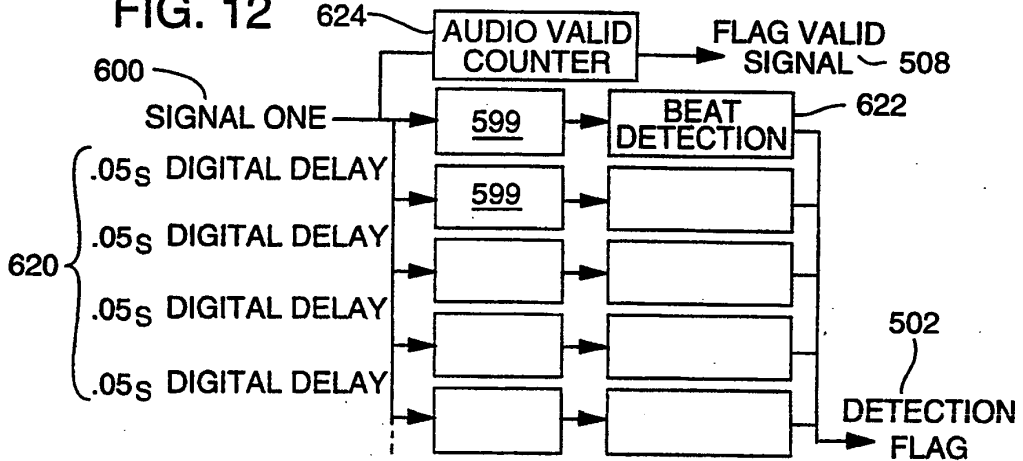 FIG. 12
624
AUDIO VALID
COUNTER
FLAG VALID
SIGNAL
508
600
SIGNAL ONE
599
BEAT
DETECTION
622
.05s DIGITAL DELAY
599
.05s DIGITAL DELAY
620
.05s DIGITAL DELAY
.05s DIGITAL DELAY
502
DETECTION
FLAG